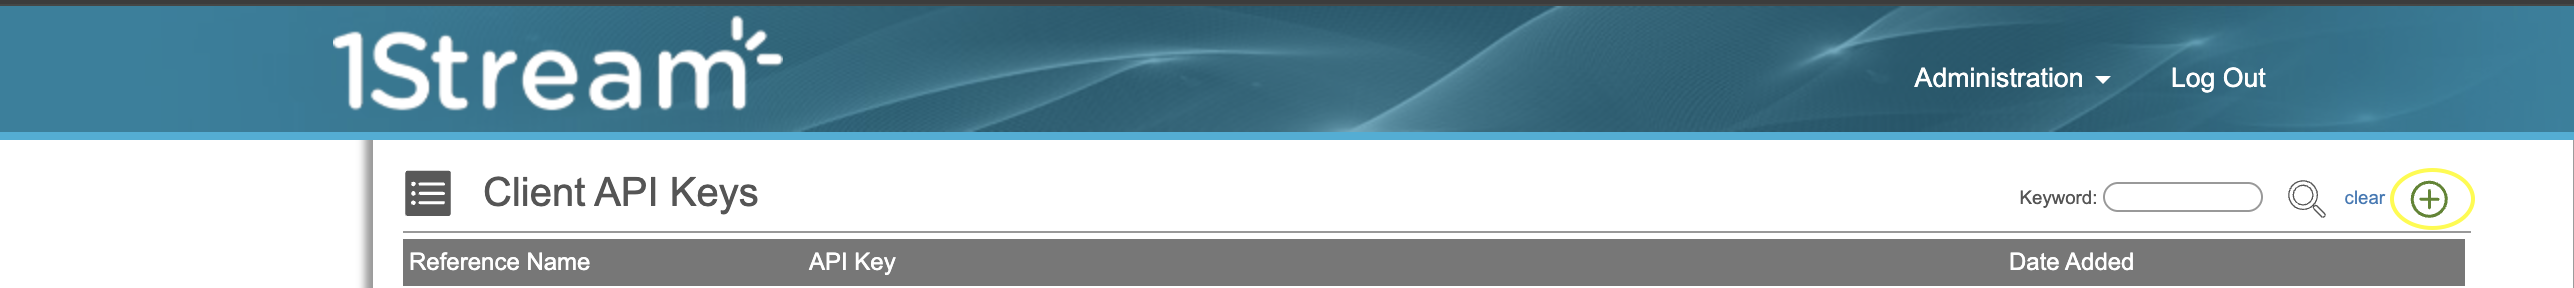 1Stream
Administration Log Out
Client API Keys
Keyword: clear
Reference Name API Key Date Added